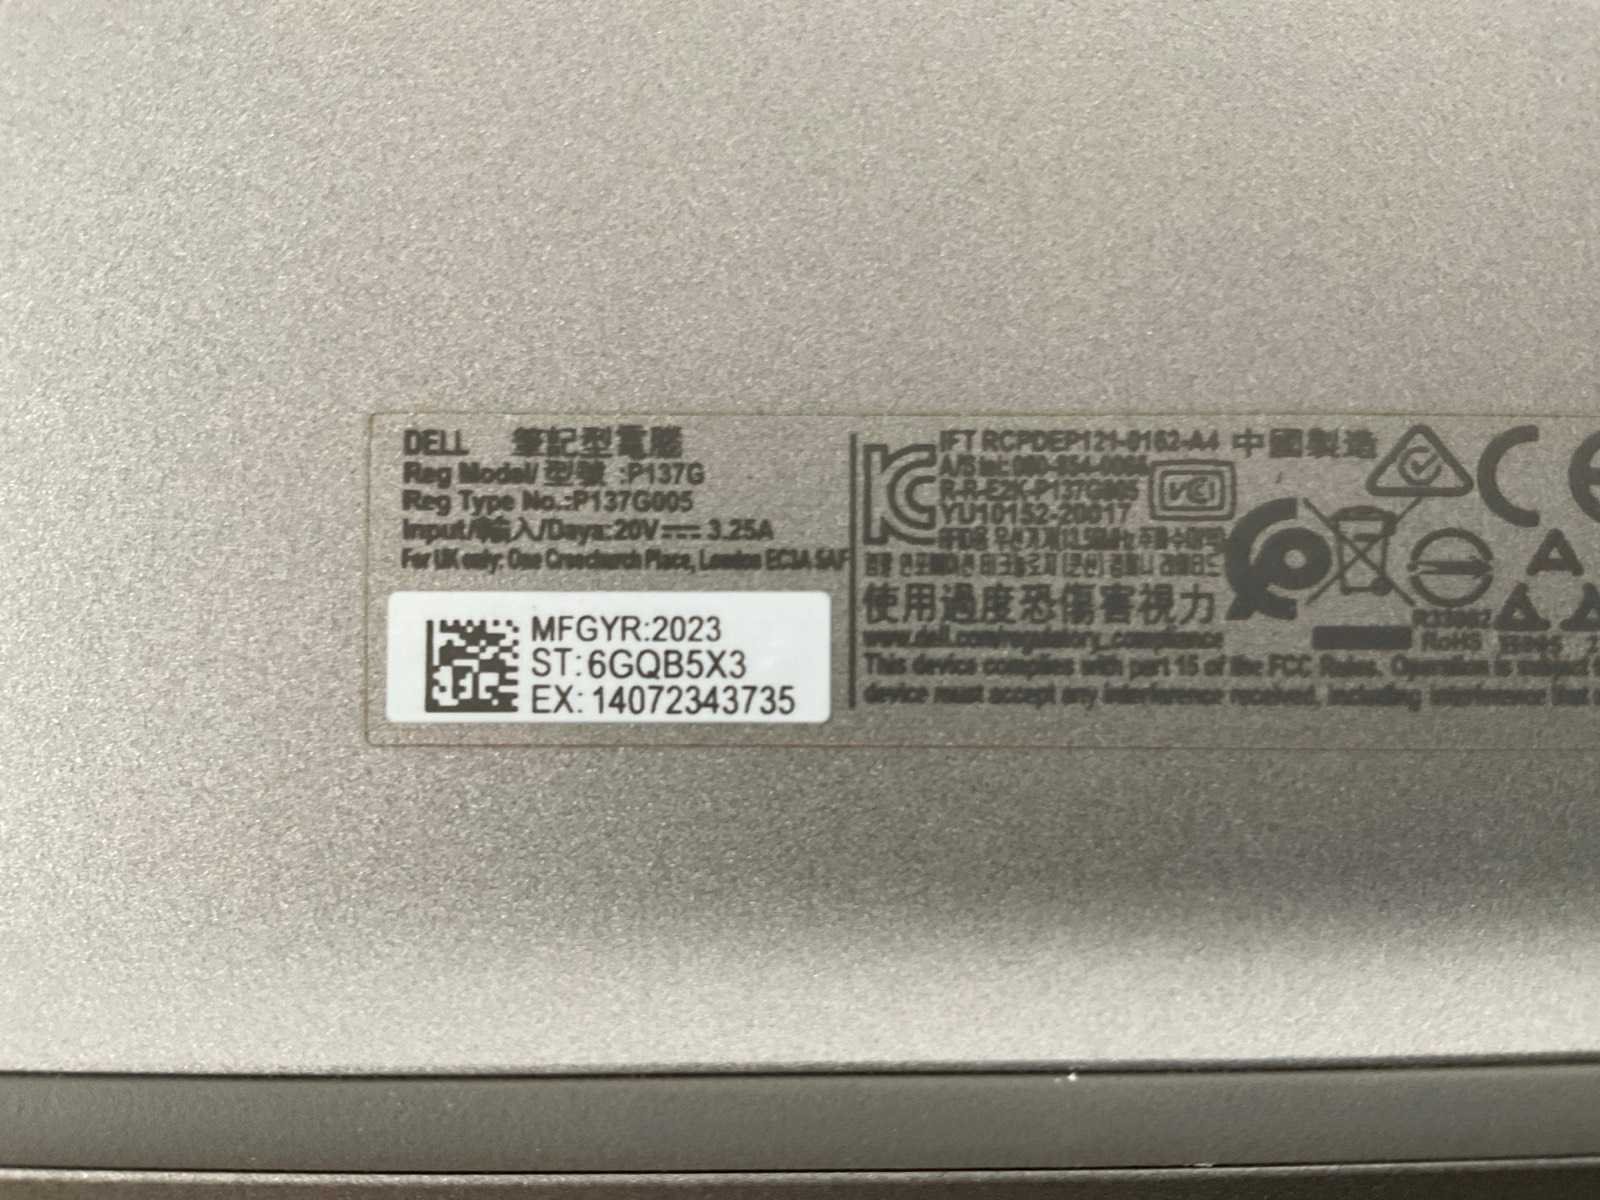 DELL 筆記型電腦
Reg Model/ 型號 :P137G
Reg Type No.:P137G005
Input/輸入/Daya:20V⎓3.25A
For UK only: One Creechurch Place, London EC3A 5AF
MFGYR:2023
ST:6GQB5X3
EX:14072343735
IFT RCPDEP121-0162-A4 中國製造
A/S tel:
R-R-E2K-P137G005
YU10152-20017
VCI
使用過度恐傷害視力
www.dell.com/regulatory_compliance
R33002
RoHS
This device complies with part 15 of the FCC Rules. Operation is subject
device must accept any interference received, including interference that